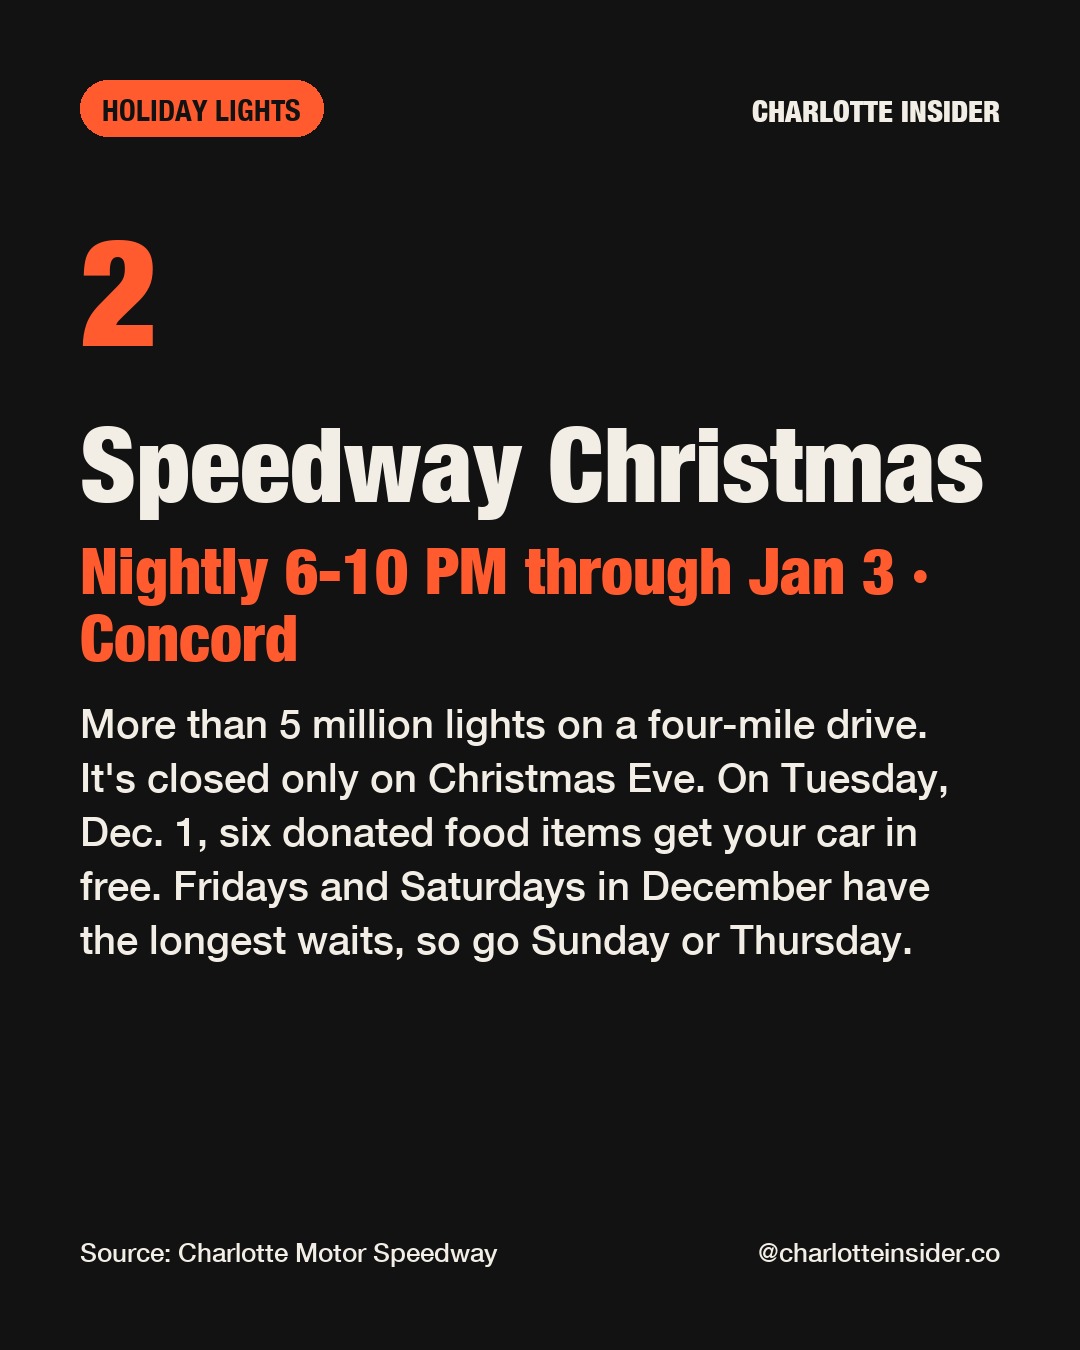 HOLIDAY LIGHTS
CHARLOTTE INSIDER
2
Speedway Christmas
Nightly 6-10 PM through Jan 3 •
Concord
More than 5 million lights on a four-mile drive.
It's closed only on Christmas Eve. On Tuesday,
Dec. 1, six donated food items get your car in
free. Fridays and Saturdays in December have
the longest waits, so go Sunday or Thursday.
Source: Charlotte Motor Speedway
@charlotteinsider.co